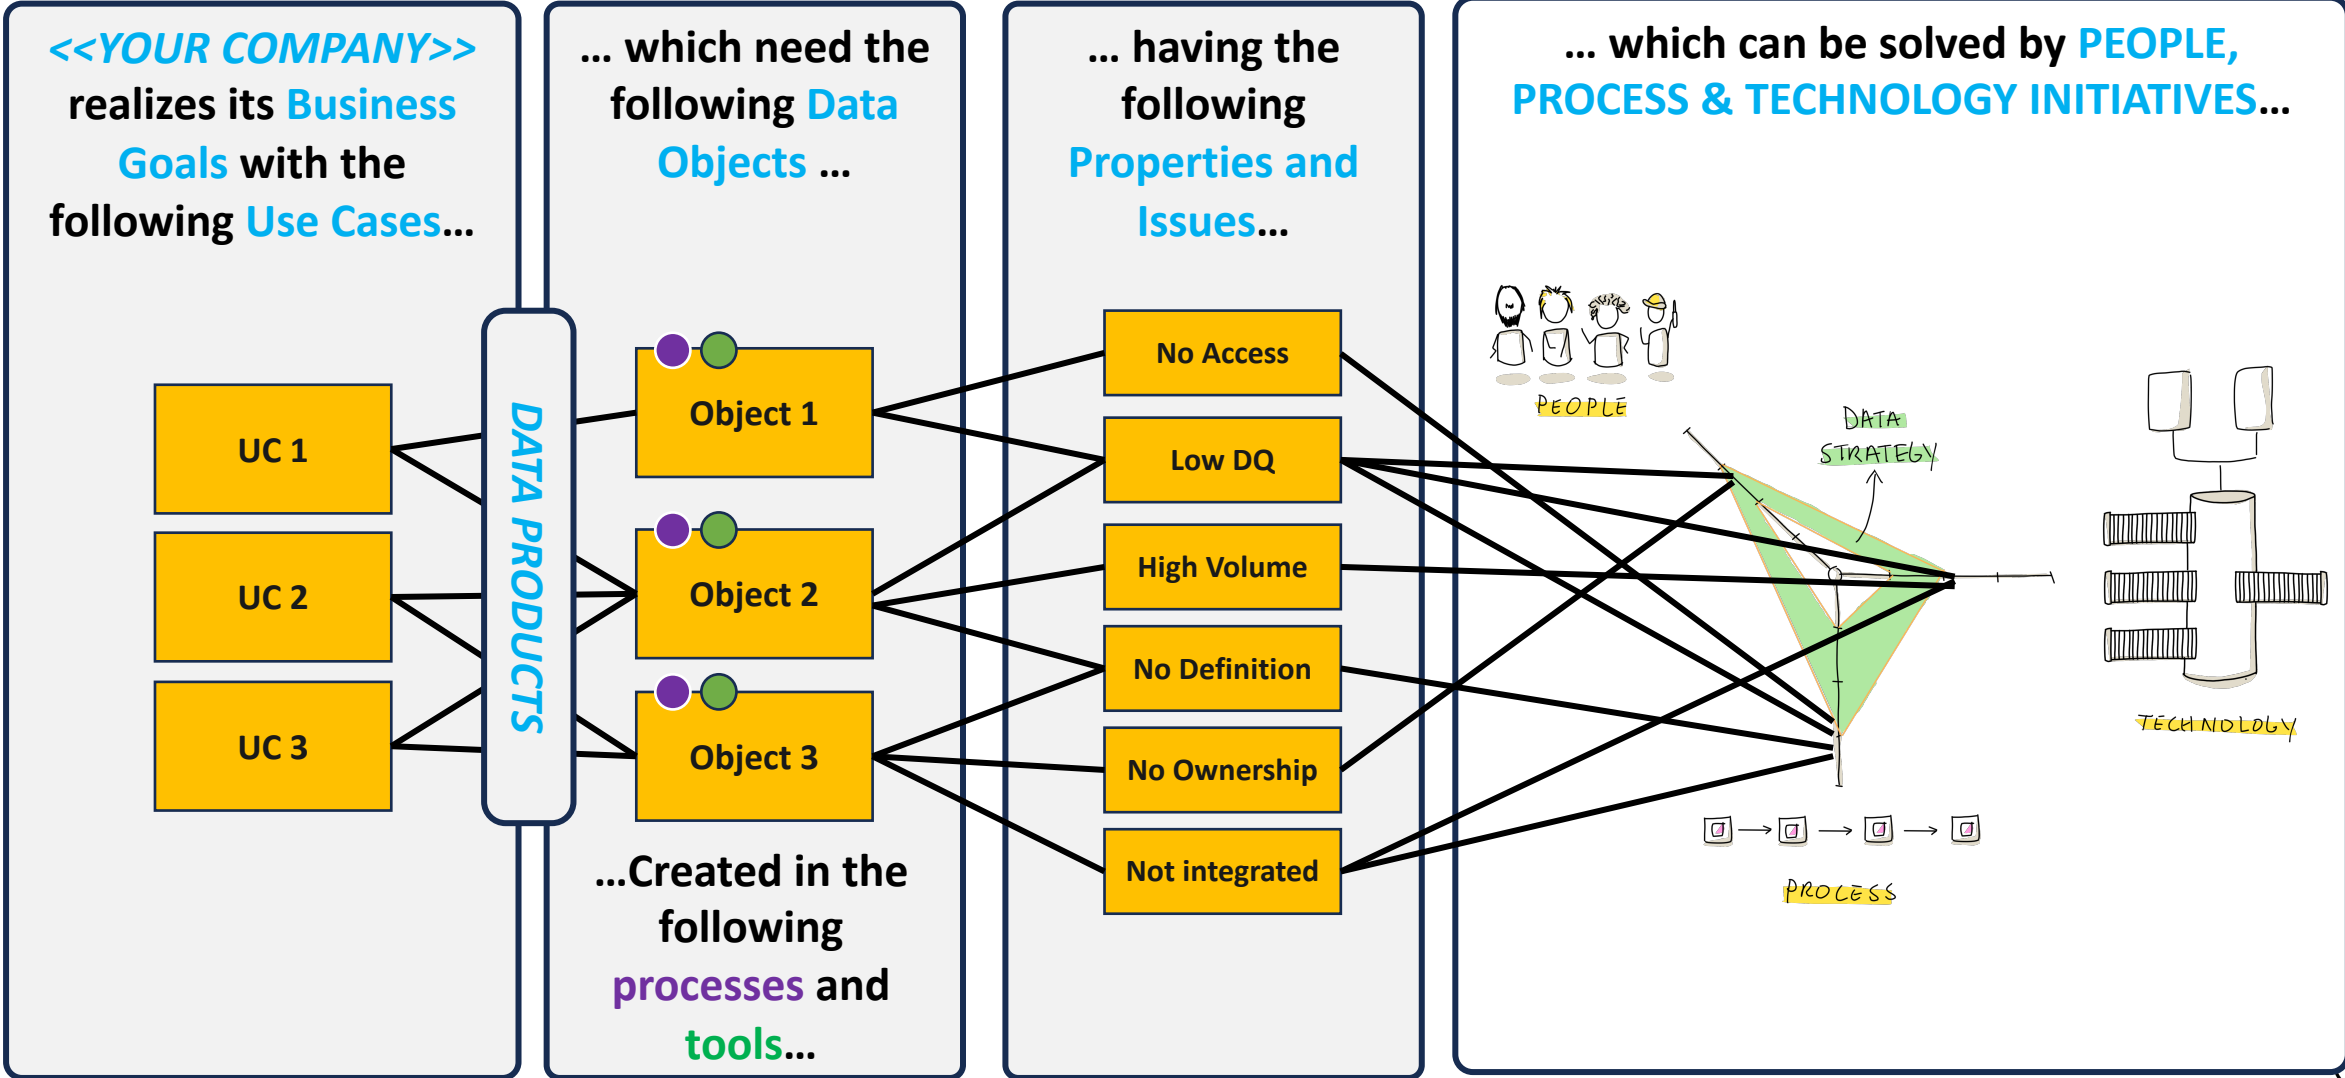 <<YOUR COMPANY>>
realizes its Business
Goals with the
following Use Cases...
... which need the
following Data
Objects ...
... having the
following
Properties and
Issues...
... which can be solved by PEOPLE,
PROCESS & TECHNOLOGY INITIATIVES...
UC 1
UC 2
UC 3
DATA PRODUCTS
Object 1
Object 2
Object 3
...Created in the
following
processes and
tools...
No Access
Low DQ
High Volume
No Definition
No Ownership
Not integrated
PEOPLE
DATA
STRATEGY
TECHNOLOGY
PROCESS